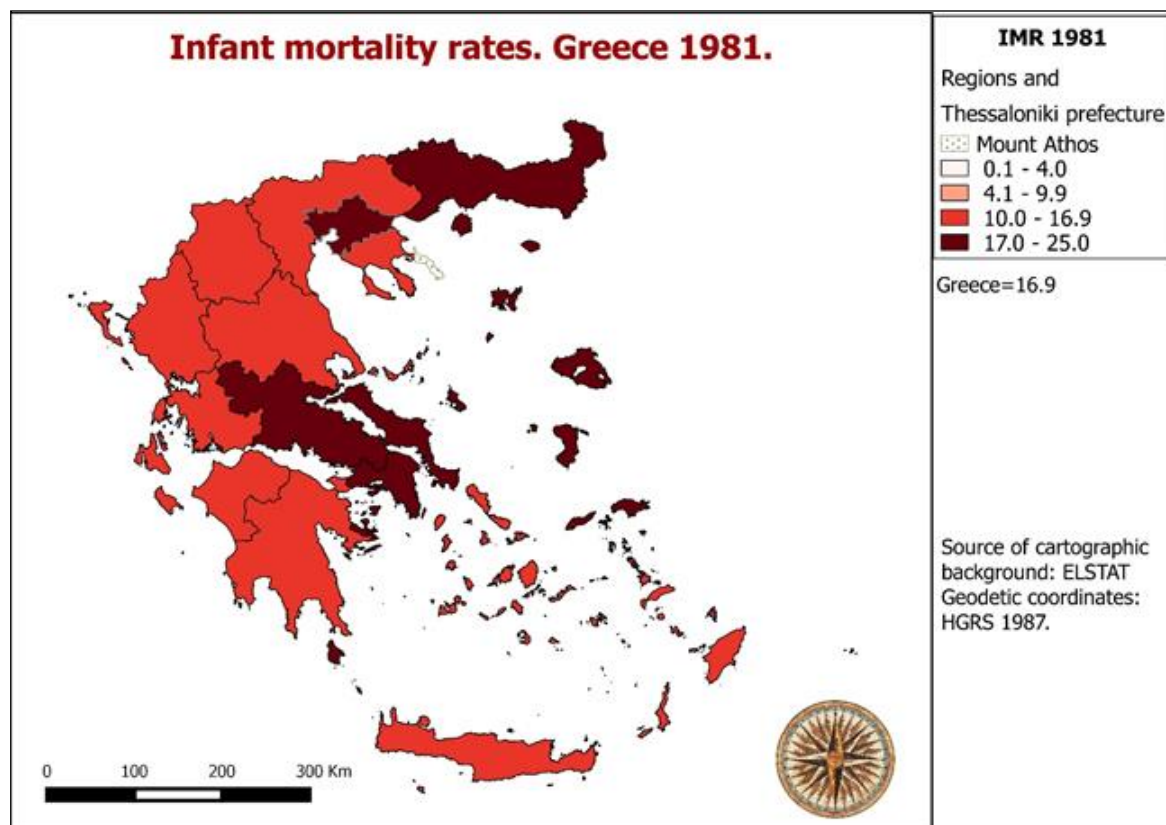 Infant mortality rates. Greece 1981.
IMR 1981
Regions and
Thessaloniki prefecture
Mount Athos
0.1 - 4.0
4.1 - 9.9
10.0 - 16.9
17.0 - 25.0
Greece=16.9
Source of cartographic
background: ELSTAT
Geodetic coordinates:
HGRS 1987.
0 100 200 300 Km